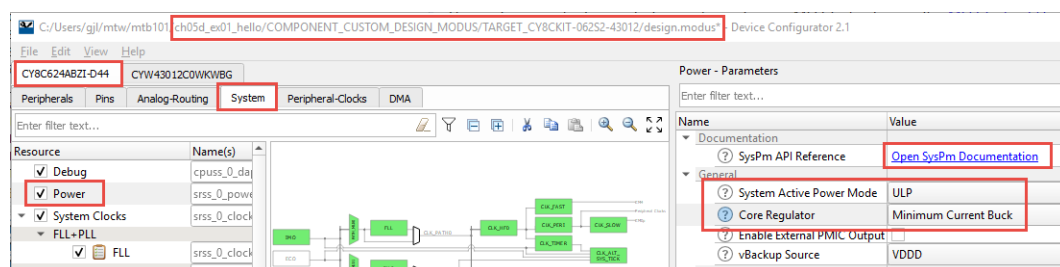 C:/Users/gjl/mtw/mtb101/ch05d_ex01_hello/COMPONENT_CUSTOM_DESIGN_MODUS/TARGET_CY8CKIT-062S2-43012/design.modus* - Device Configurator 2.1
File Edit View Help
CY8C624ABZI-D44 CYW43012C0WKWBG
Power - Parameters
Peripherals Pins Analog-Routing System Peripheral-Clocks DMA
Enter filter text...
Enter filter text...
Resource Name(s)
Name Value
Documentation
Debug cpuss_0_dap
SysPm API Reference Open SysPm Documentation
General
Power srss_0_powe
System Active Power Mode ULP
System Clocks srss_0_clock
Core Regulator Minimum Current Buck
FLL+PLL
Enable External PMIC Output
FLL srss_0_clock
vBackup Source VDDD
CLK_FAST
IMO
FLL
CLK_PATH0
CLK_HF0
CLK_PERI
CLK_SLOW
CLK_TIMER
ECO
CLK_ALT_
SYS_TICK